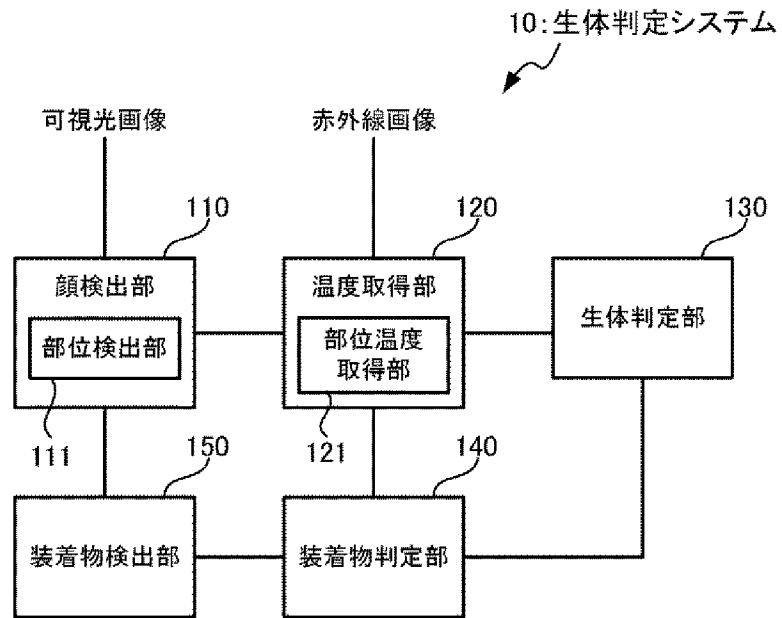 10:生体判定システム
可視光画像
赤外線画像
110
120
130
顔検出部
温度取得部
生体判定部
部位検出部
部位温度
取得部
111
121
150
140
装着物検出部
装着物判定部